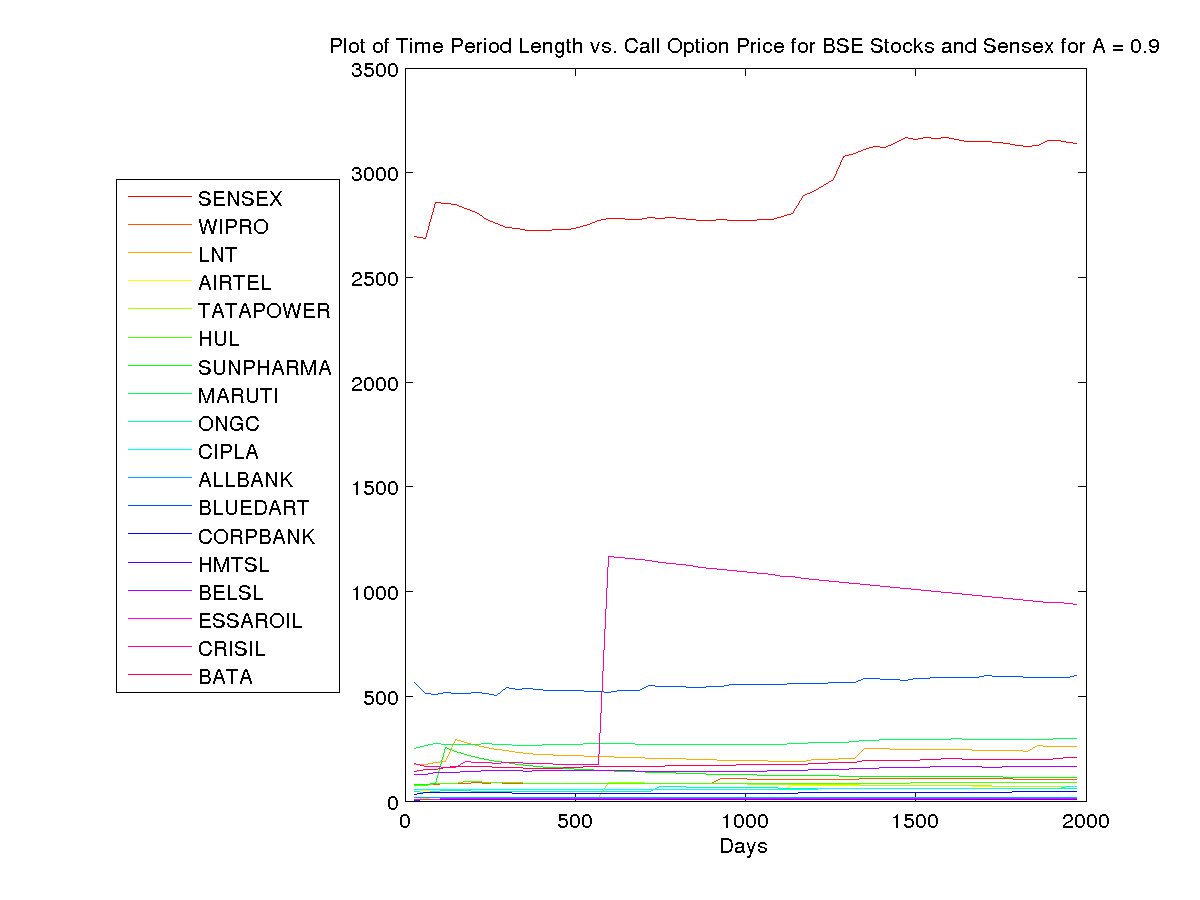 Plot of Time Period Length vs. Call Option Price for BSE Stocks and Sensex for A = 0.9
3500
3000
2500
2000
1500
1000
500
0
SENSEX
WIPRO
LNT
AIRTEL
TATAPOWER
HUL
SUNPHARMA
MARUTI
ONGC
CIPLA
ALLBANK
BLUEDART
CORPBANK
HMTSL
BELSL
ESSAROIL
CRISIL
BATA
0 500 1000 1500 2000
Days